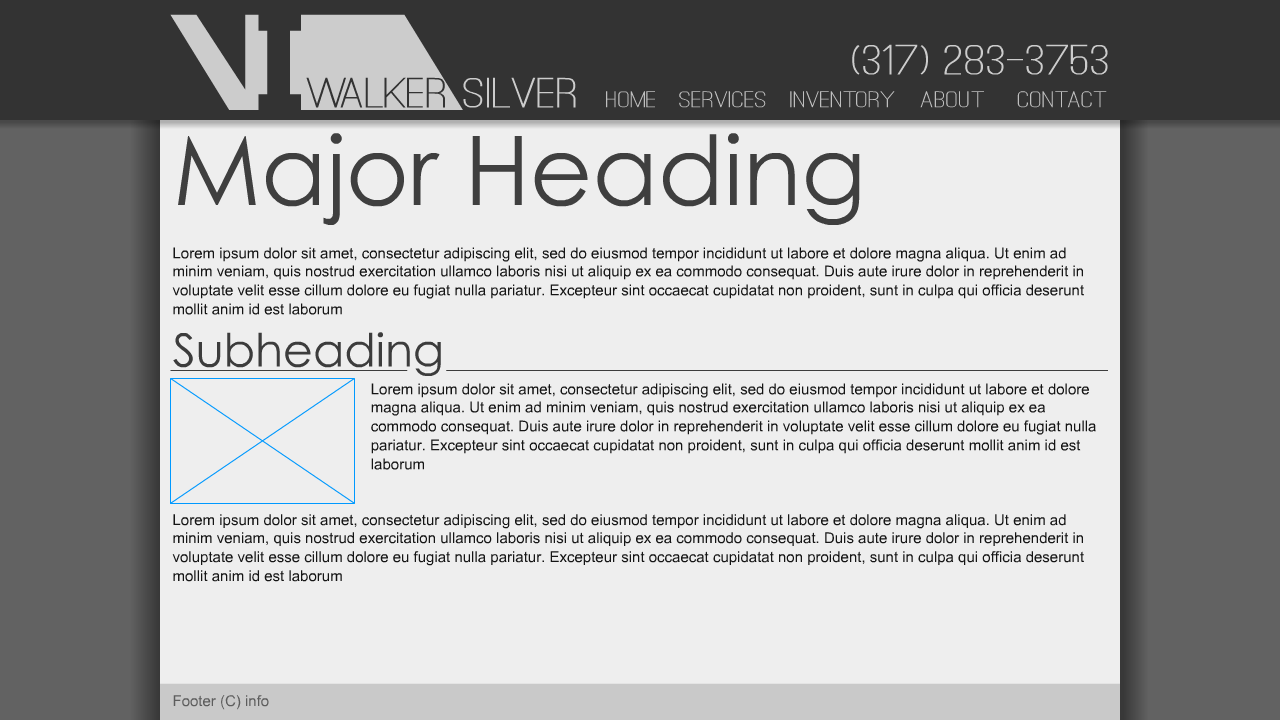 (317) 283-3753
WALKER SILVER
HOME SERVICES INVENTORY ABOUT CONTACT
Major Heading
Lorem ipsum dolor sit amet, consectetur adipiscing elit, sed do eiusmod tempor incididunt ut labore et dolore magna aliqua. Ut enim ad
minim veniam, quis nostrud exercitation ullamco laboris nisi ut aliquip ex ea commodo consequat. Duis aute irure dolor in reprehenderit in
voluptate velit esse cillum dolore eu fugiat nulla pariatur. Excepteur sint occaecat cupidatat non proident, sunt in culpa qui officia deserunt
mollit anim id est laborum
Subheading
Lorem ipsum dolor sit amet, consectetur adipiscing elit, sed do eiusmod tempor incididunt ut labore et dolore
magna aliqua. Ut enim ad minim veniam, quis nostrud exercitation ullamco laboris nisi ut aliquip ex ea
commodo consequat. Duis aute irure dolor in reprehenderit in voluptate velit esse cillum dolore eu fugiat nulla
pariatur. Excepteur sint occaecat cupidatat non proident, sunt in culpa qui officia deserunt mollit anim id est
laborum
Lorem ipsum dolor sit amet, consectetur adipiscing elit, sed do eiusmod tempor incididunt ut labore et dolore magna aliqua. Ut enim ad
minim veniam, quis nostrud exercitation ullamco laboris nisi ut aliquip ex ea commodo consequat. Duis aute irure dolor in reprehenderit in
voluptate velit esse cillum dolore eu fugiat nulla pariatur. Excepteur sint occaecat cupidatat non proident, sunt in culpa qui officia deserunt
mollit anim id est laborum
Footer (C) info